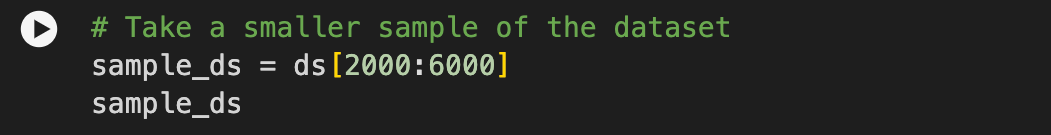 # Take a smaller sample of the dataset
sample_ds = ds[2000:6000]
sample_ds